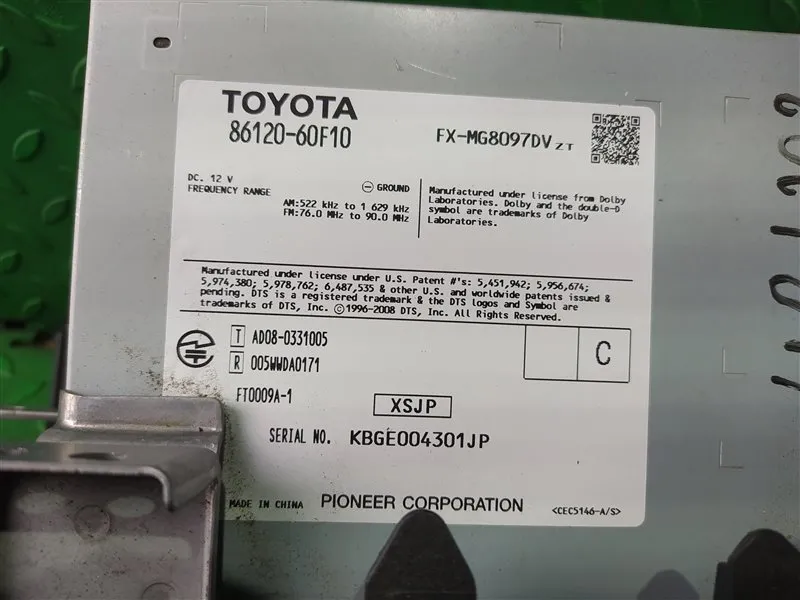 TOYOTA
86120-60F10
FX-MG8097DV ZT
DC. 12 V
FREQUENCY RANGE
GROUND
AM:522 kHz to 1 629 kHz
FM:76.0 MHz to 90.0 MHz
Manufactured under license from Dolby
Laboratories. Dolby and the double-D
symbol are trademarks of Dolby
Laboratories.
Manufactured under license under U.S. Patent #'s: 5,451,942; 5,956,674;
5,974,380; 5,978,762; 6,487,535 & other U.S. and worldwide patents issued &
pending. DTS is a registered trademark & the DTS logos and Symbol are
trademarks of DTS, Inc. ©1996-2008 DTS, Inc. All Rights Reserved.
T AD08-0331005
R 005WWDA0171
C
FT0009A-1
XSJP
SERIAL NO. KBGE004301JP
MADE IN CHINA PIONEER CORPORATION <CEC5146-A/S>